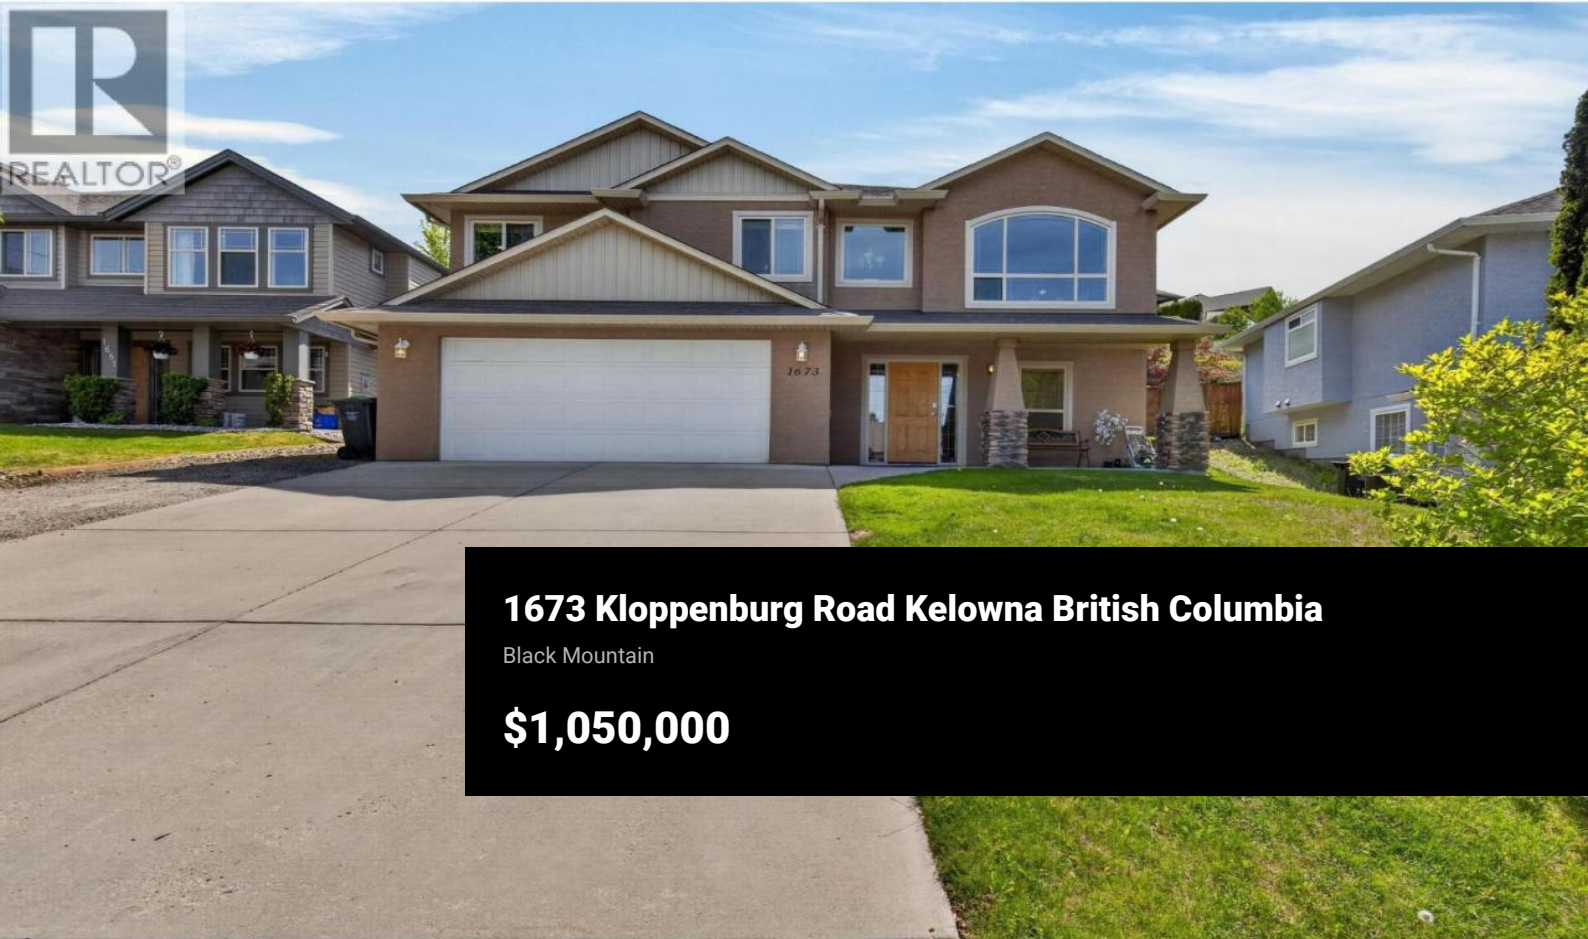 REALTOR®
1673
1673 Kloppenburg Road Kelowna British Columbia
Black Mountain
$1,050,000